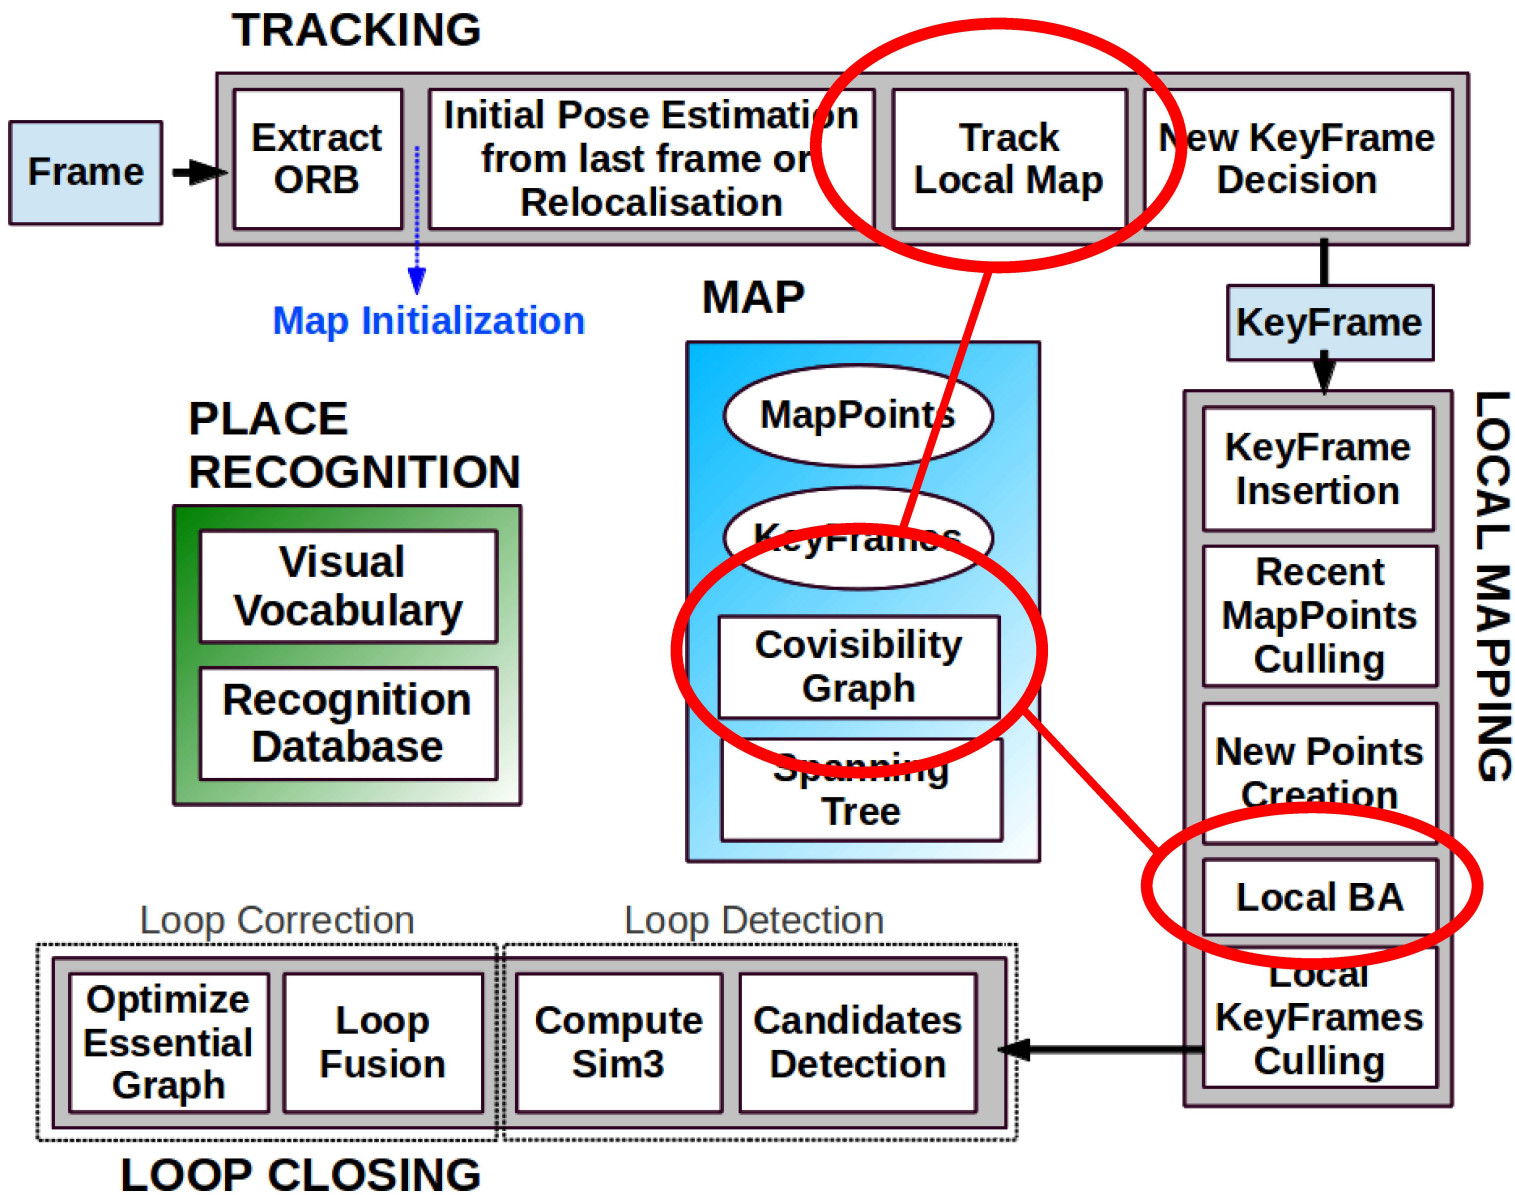 TRACKING
Frame
Extract
ORB
Initial Pose Estimation
from last frame or
Relocalisation
Track
Local Map
New KeyFrame
Decision
Map Initialization
MAP
KeyFrame
MapPoints
KeyFrames
Covisibility
Graph
Spanning
Tree
PLACE
RECOGNITION
Visual
Vocabulary
Recognition
Database
LOCAL MAPPING
KeyFrame
Insertion
Recent
MapPoints
Culling
New Points
Creation
Local BA
Local
KeyFrames
Culling
Loop Correction
Loop Detection
Optimize
Essential
Graph
Loop
Fusion
Compute
Sim3
Candidates
Detection
LOOP CLOSING